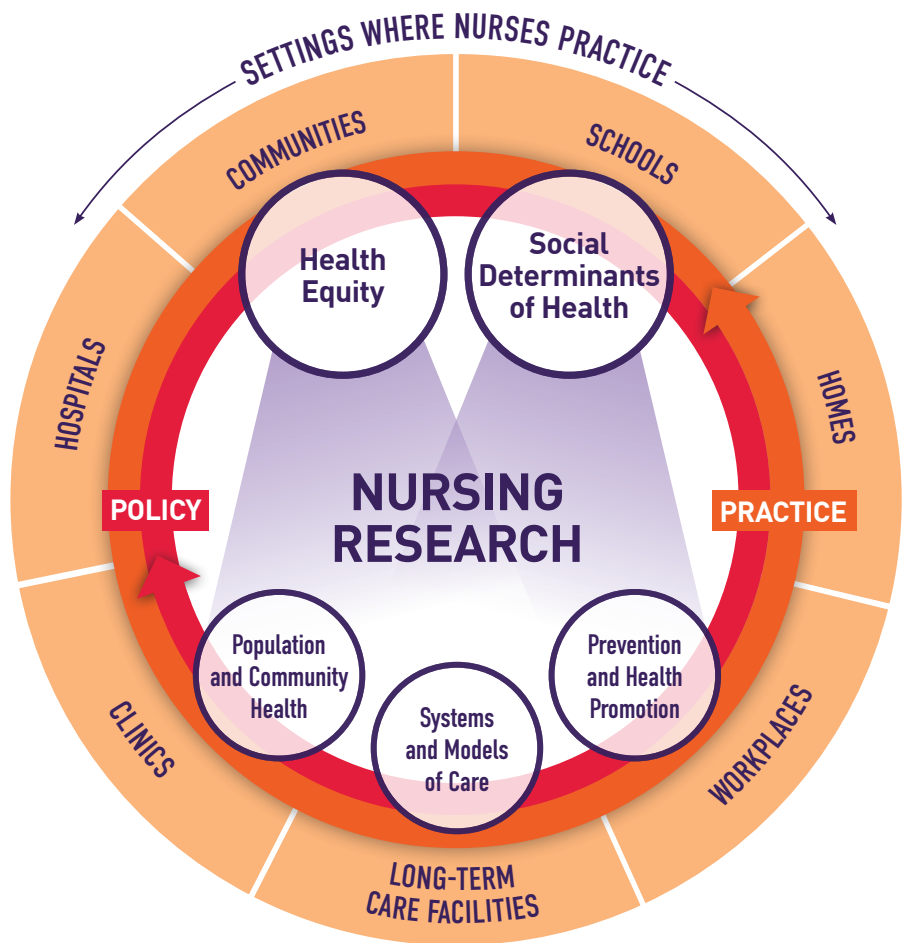 SETTINGS WHERE NURSES PRACTICE
COMMUNITIES
SCHOOLS
HOSPITALS
HOMES
Health
Equity
Social
Determinants
of Health
NURSING
RESEARCH
POLICY
PRACTICE
Population
and Community
Health
Systems
and Models
of Care
Prevention
and Health
Promotion
CLINICS
WORKPLACES
LONG-TERM
CARE FACILITIES